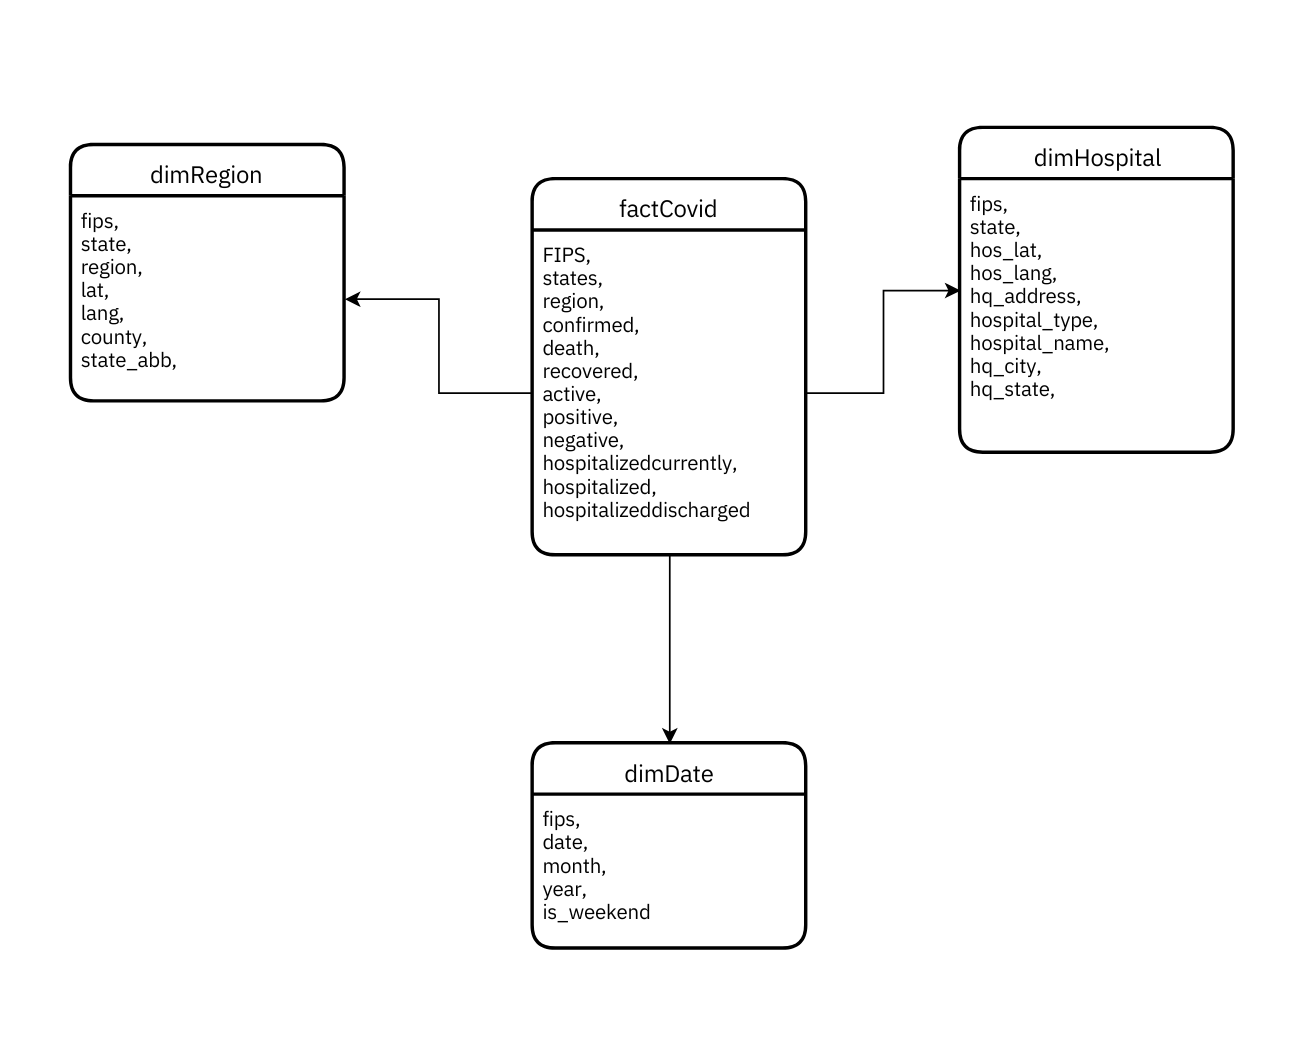 dimRegion
fips,
state,
region,
lat,
lang,
county,
state_abb,
factCovid
FIPS,
states,
region,
confirmed,
death,
recovered,
active,
positive,
negative,
hospitalizedcurrently,
hospitalized,
hospitalizeddischarged
dimHospital
fips,
state,
hos_lat,
hos_lang,
hq_address,
hospital_type,
hospital_name,
hq_city,
hq_state,
dimDate
fips,
date,
month,
year,
is_weekend